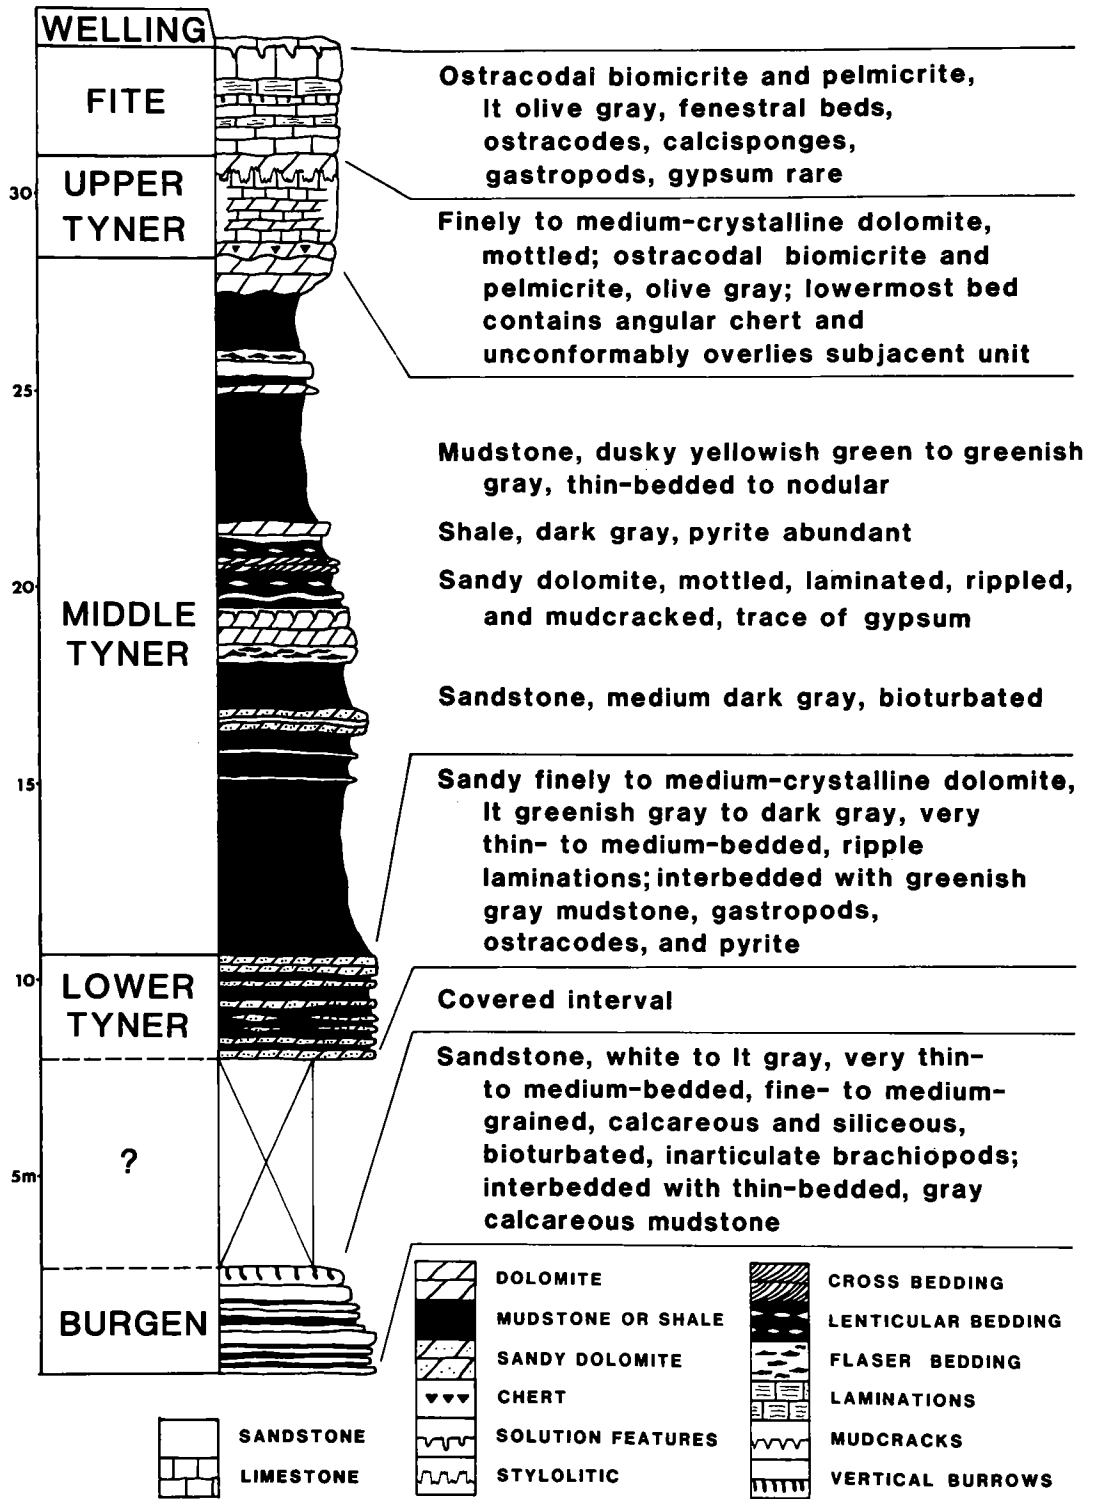 WELLING
FITE
UPPER
TYNER
MIDDLE
TYNER
LOWER
TYNER
?
BURGEN
30
25
20
15
10
5m
Ostracodal biomicrite and pelmicrite,
lt olive gray, fenestral beds,
ostracodes, calcisponges,
gastropods, gypsum rare
Finely to medium-crystalline dolomite,
mottled; ostracodal biomicrite and
pelmicrite, olive gray; lowermost bed
contains angular chert and
unconformably overlies subjacent unit
Mudstone, dusky yellowish green to greenish
gray, thin-bedded to nodular
Shale, dark gray, pyrite abundant
Sandy dolomite, mottled, laminated, rippled,
and mudcracked, trace of gypsum
Sandstone, medium dark gray, bioturbated
Sandy finely to medium-crystalline dolomite,
lt greenish gray to dark gray, very
thin- to medium-bedded, ripple
laminations; interbedded with greenish
gray mudstone, gastropods,
ostracodes, and pyrite
Covered interval
Sandstone, white to lt gray, very thin-
to medium-bedded, fine- to medium-
grained, calcareous and siliceous,
bioturbated, inarticulate brachiopods;
interbedded with thin-bedded, gray
calcareous mudstone
SANDSTONE
LIMESTONE
DOLOMITE
MUDSTONE OR SHALE
SANDY DOLOMITE
CHERT
SOLUTION FEATURES
STYLOLITIC
CROSS BEDDING
LENTICULAR BEDDING
FLASER BEDDING
LAMINATIONS
MUDCRACKS
VERTICAL BURROWS